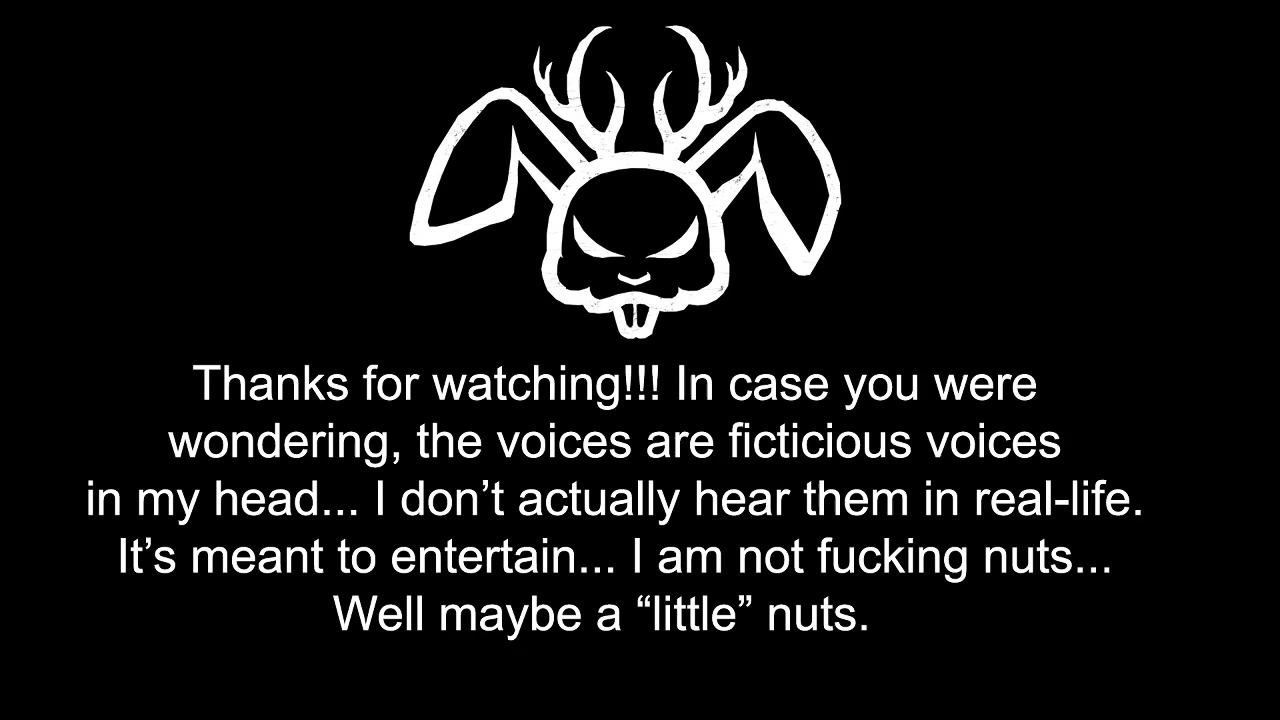 Thanks for watching!!! In case you were
wondering, the voices are ficticious voices
in my head... I don’t actually hear them in real-life.
It’s meant to entertain... I am not fucking nuts...
Well maybe a “little” nuts.